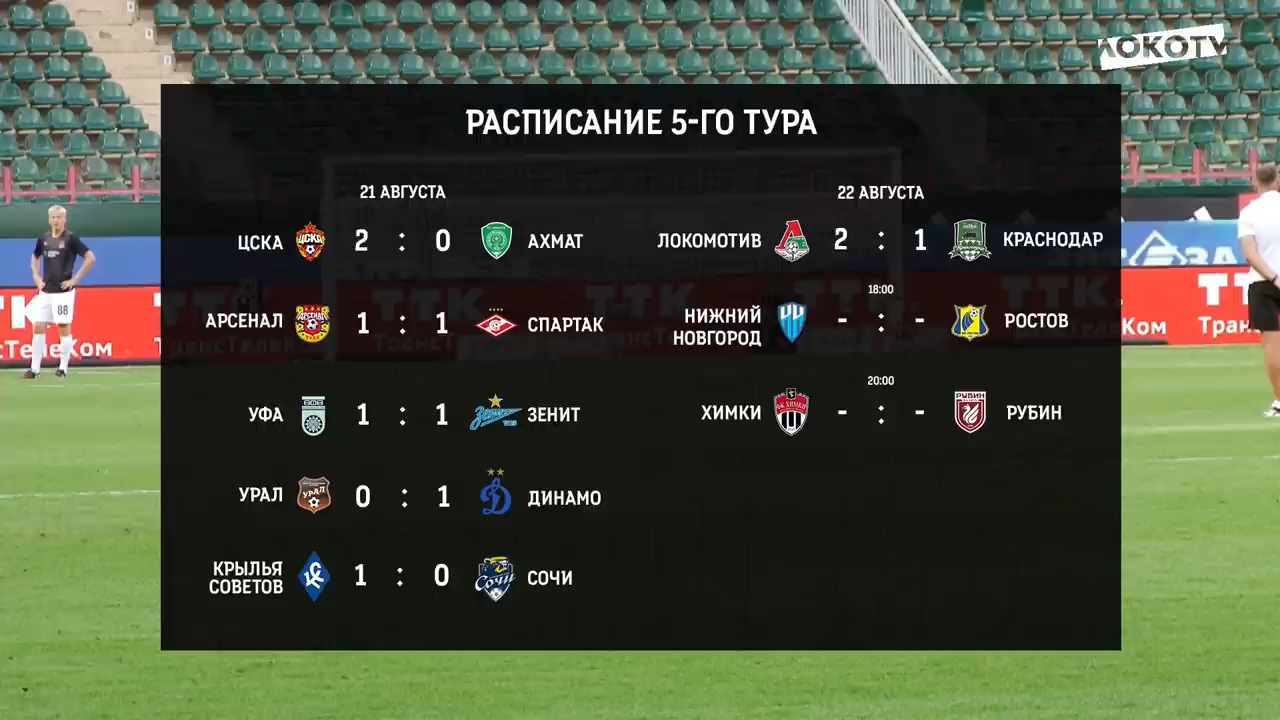 ЛОКОTV
РАСПИСАНИЕ 5-ГО ТУРА
21 АВГУСТА
ЦСКА 2 : 0 АХМАТ
АРСЕНАЛ 1 : 1 СПАРТАК
УФА 1 : 1 ЗЕНИТ
УРАЛ 0 : 1 ДИНАМО
КРЫЛЬЯ
СОВЕТОВ 1 : 0 СОЧИ
22 АВГУСТА
ЛОКОМОТИВ 2 : 1 КРАСНОДАР
18:00
НИЖНИЙ
НОВГОРОД - : - РОСТОВ
20:00
ХИМКИ - : - РУБИН
88